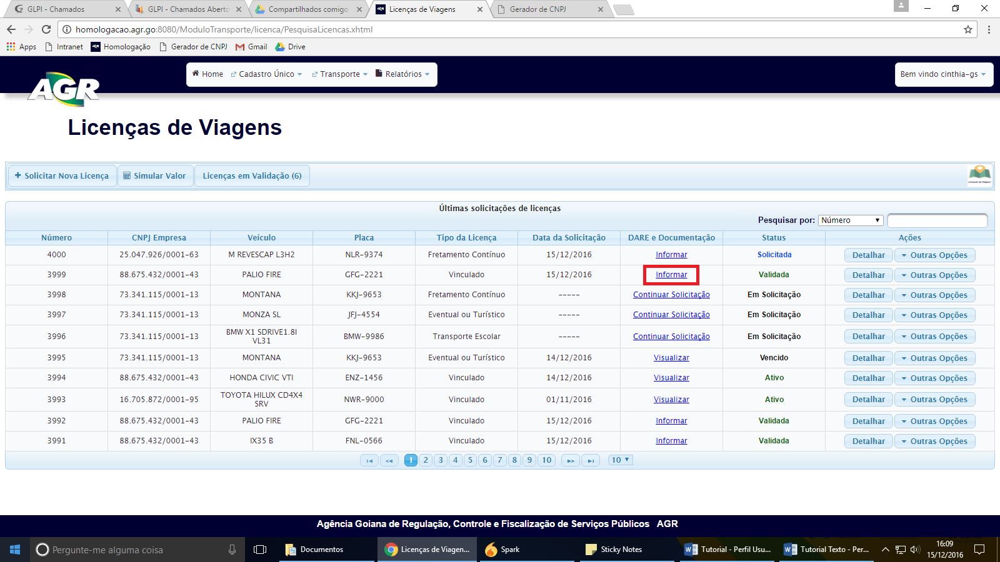 GLPI - Chamados
GLPI - Chamados Aberto
Compartilhados comigo
Licenças de Viagens
Gerador de CNPJ
homologacao.agr.go:8080/ModuloTransporte/licenca/PesquisaLicencas.xhtml
Apps Intranet Homologação Gerador de CNPJ Gmail Drive
AGR
Home Cadastro Único Transporte Relatórios
Bem vindo cinthia-gs
Licenças de Viagens
Solicitar Nova Licença Simular Valor Licenças em Validação (6)
Últimas solicitações de licenças
Pesquisar por: Número
Número CNPJ Empresa Veículo Placa Tipo da Licença Data da Solicitação DARE e Documentação Status Ações
4000 25.047.926/0001-63 M REVESCAP L3H2 NLR-9374 Fretamento Contínuo 15/12/2016 Informar Solicitada Detalhar Outras Opções
3999 88.675.432/0001-43 PALIO FIRE GFG-2221 Vinculado 15/12/2016 Informar Validada Detalhar Outras Opções
3998 73.341.115/0001-13 MONTANA KKJ-9653 Fretamento Contínuo ----- Continuar Solicitação Em Solicitação Detalhar Outras Opções
3997 73.341.115/0001-13 MONZA SL JFJ-4554 Eventual ou Turístico ----- Continuar Solicitação Em Solicitação Detalhar Outras Opções
3996 73.341.115/0001-13 BMW X1 SDRIVE1.8I VL31 BMW-9986 Transporte Escolar ----- Continuar Solicitação Em Solicitação Detalhar Outras Opções
3995 73.341.115/0001-13 MONTANA KKJ-9653 Eventual ou Turístico 14/12/2016 Visualizar Vencido Detalhar Outras Opções
3994 88.675.432/0001-43 HONDA CIVIC VTI ENZ-1456 Vinculado 14/12/2016 Visualizar Ativo Detalhar Outras Opções
3993 16.705.872/0001-95 TOYOTA HILUX CD4X4 SRV NWR-9000 Vinculado 01/11/2016 Visualizar Ativo Detalhar Outras Opções
3992 88.675.432/0001-43 PALIO FIRE GFG-2221 Vinculado 15/12/2016 Informar Validada Detalhar Outras Opções
3991 88.675.432/0001-43 IX35 B FNL-0566 Vinculado 15/12/2016 Informar Validada Detalhar Outras Opções
1 2 3 4 5 6 7 8 9 10 10
Agência Goiana de Regulação, Controle e Fiscalização de Serviços Públicos AGR
Pergunte-me alguma coisa
Documentos
Licenças de Viagen...
Spark
Sticky Notes
Tutorial - Perfil Usu...
Tutorial Texto - Per...
16:09
15/12/2016